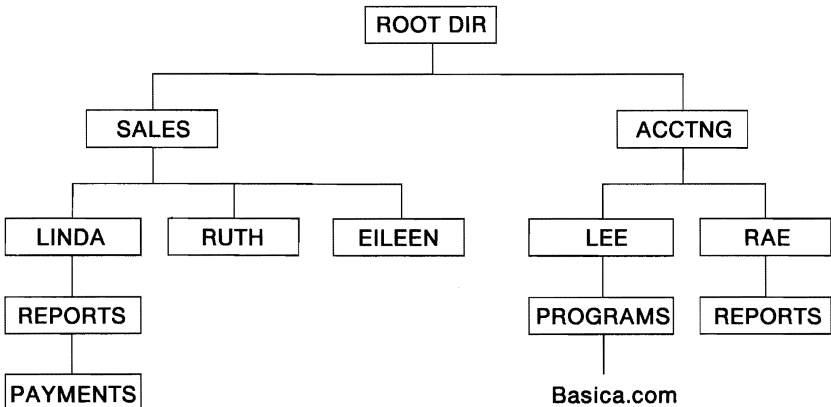 ROOT DIR
SALES
ACCTNG
LINDA
RUTH
EILEEN
LEE
RAE
REPORTS
PROGRAMS
REPORTS
PAYMENTS
Basica.com